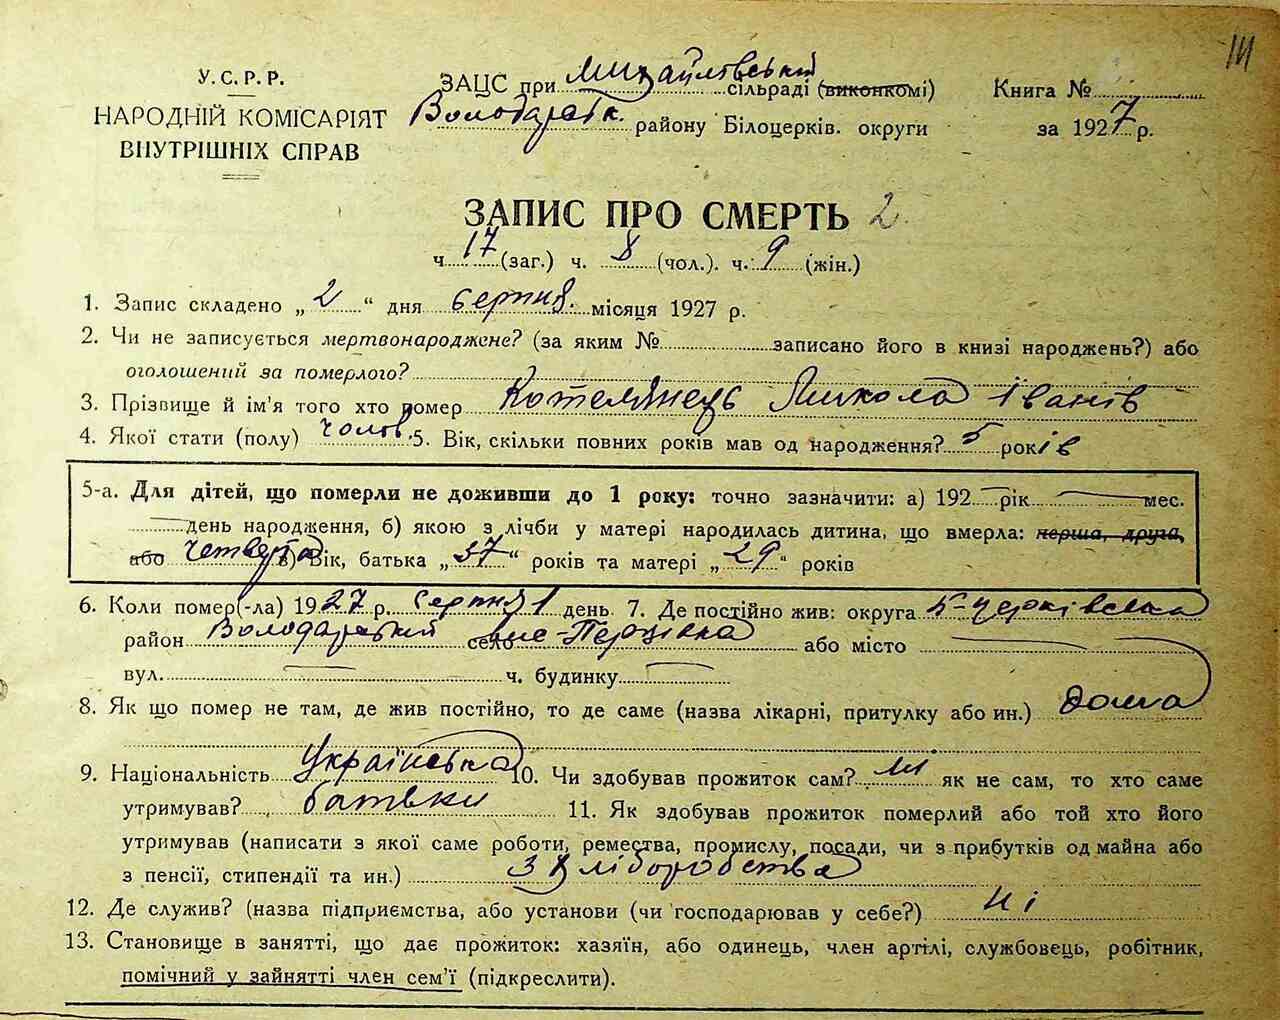 111
У.С.Р.Р.
НАРОДНІЙ КОМІСАРІЯТ
ВНУТРІШНІХ СПРАВ
ЗАЦС при Михайлівський сільраді (виконкомі)
Володарськ. району Білоцерків. округи
Книга №
за 1927 р.
ЗАПИС ПРО СМЕРТЬ 2
ч 17 (заг.) ч. 8 (чол.). ч. 9 (жін.)
1. Запис складено „ 2 “ дня серпня. місяця 1927 р.
2. Чи не записується мертвонароджене? (за яким № записано його в книзі народжень?) або
оголошений за померлого?
3. Прізвище й ім'я того хто помер Котелянець Микола Іванів
4. Якої стати (полу) чолов. 5. Вік, скільки повних років мав од народження? 5 років
5-а. Для дітей, що померли не доживши до 1 року: точно зазначити: а) 192 рік мес.
день народження, б) якою з лічби у матері народилась дитина, що вмерла: перша, друга,
або четверта в) Вік, батька „ 37 “ років та матері „ 29 “ років
6. Коли помер(-ла) 1927 р. серпня 1 день 7. Де постійно жив: округа Б-Церківська
район Володарський село або місто
вул. ч. будинку
8. Як що помер не там, де жив постійно, то де саме (назва лікарні, притулку або ин.) дома
9. Національність Українська 10. Чи здобував прожиток сам? ні як не сам, то хто саме
утримував? батьки 11. Як здобував прожиток померлий або той хто його
утримував (написати з якої саме роботи, ремества, промислу, посади, чи з прибутків од майна або
з пенсії, стипендії та ин.) з хліборобства
12. Де служив? (назва підприємства, або установи (чи господарював у себе?) ні
13. Становище в занятті, що дає прожиток: хазяїн, або одинець, член артілі, службовець, робітник,
помічний у зайнятті член сем'ї (підкреслити).